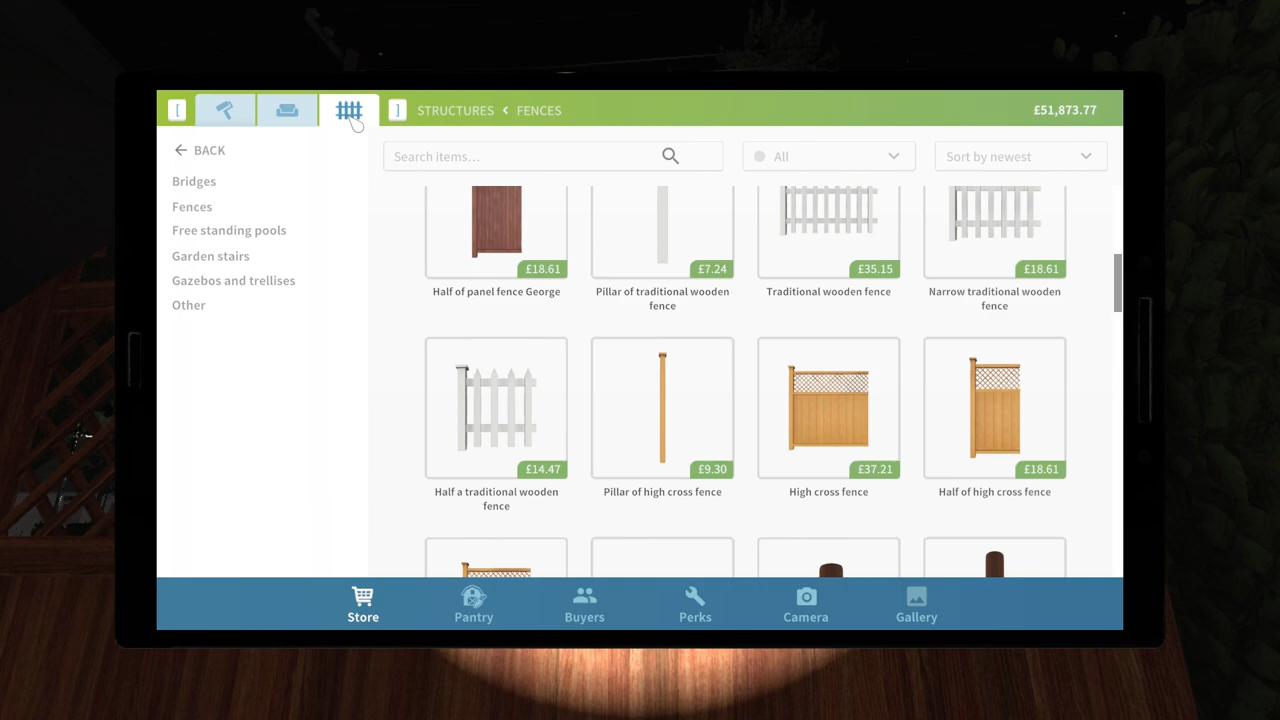 [
]
STRUCTURES < FENCES
£51,873.77
BACK
Search items...
All
Sort by newest
Bridges
Fences
Free standing pools
Garden stairs
Gazebos and trellises
Other
£18.61
£7.24
£35.15
£18.61
Half of panel fence George
Pillar of traditional wooden
fence
Traditional wooden fence
Narrow traditional wooden
fence
£14.47
£9.30
£37.21
£18.61
Half a traditional wooden
fence
Pillar of high cross fence
High cross fence
Half of high cross fence
Store
Pantry
Buyers
Perks
Camera
Gallery